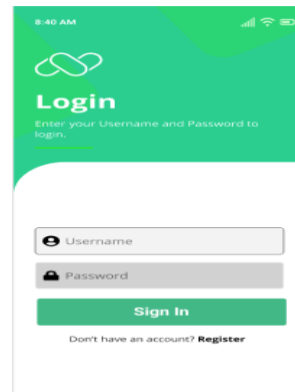 8:40 AM
Login
Enter your Username and Password to
login.
Username
Password
Sign In
Don't have an account? Register